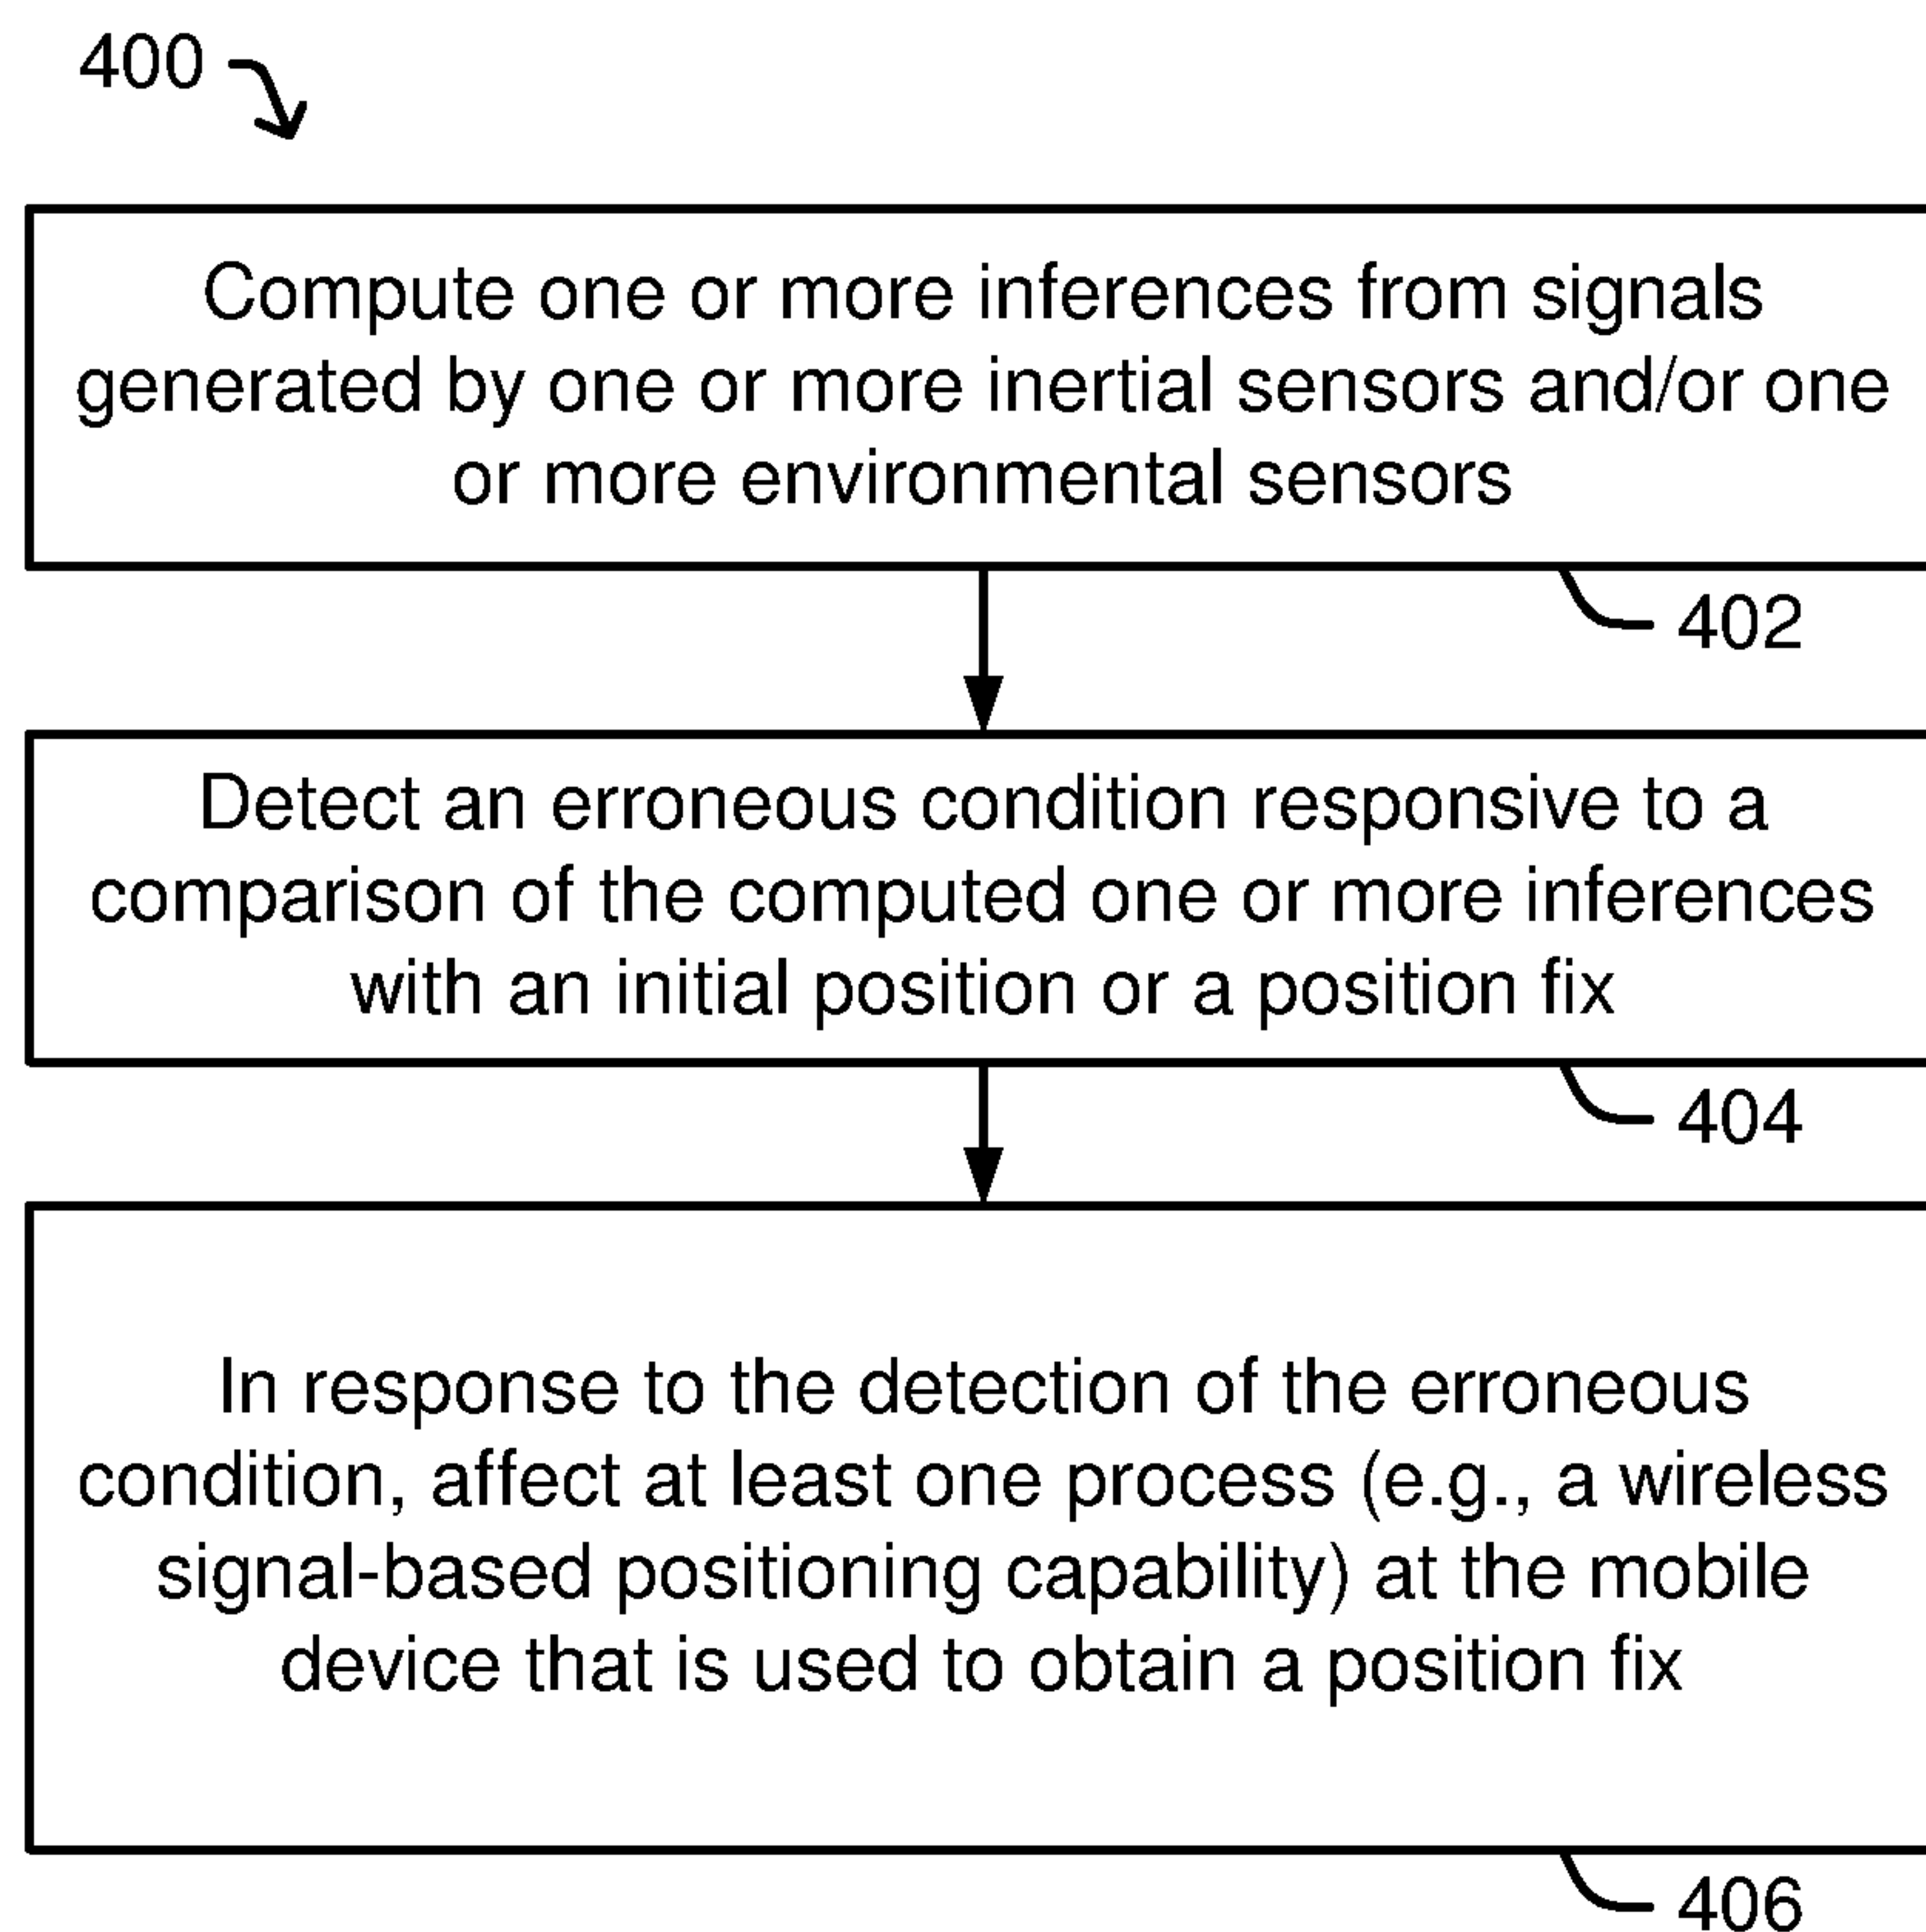 400
Compute one or more inferences from signals
generated by one or more inertial sensors and/or one
or more environmental sensors
402
Detect an erroneous condition responsive to a
comparison of the computed one or more inferences
with an initial position or a position fix
404
In response to the detection of the erroneous
condition, affect at least one process (e.g., a wireless
signal-based positioning capability) at the mobile
device that is used to obtain a position fix
406